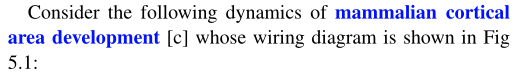 Consider the following dynamics of mammalian cortical
area development [c] whose wiring diagram is shown in Fig
5.1: